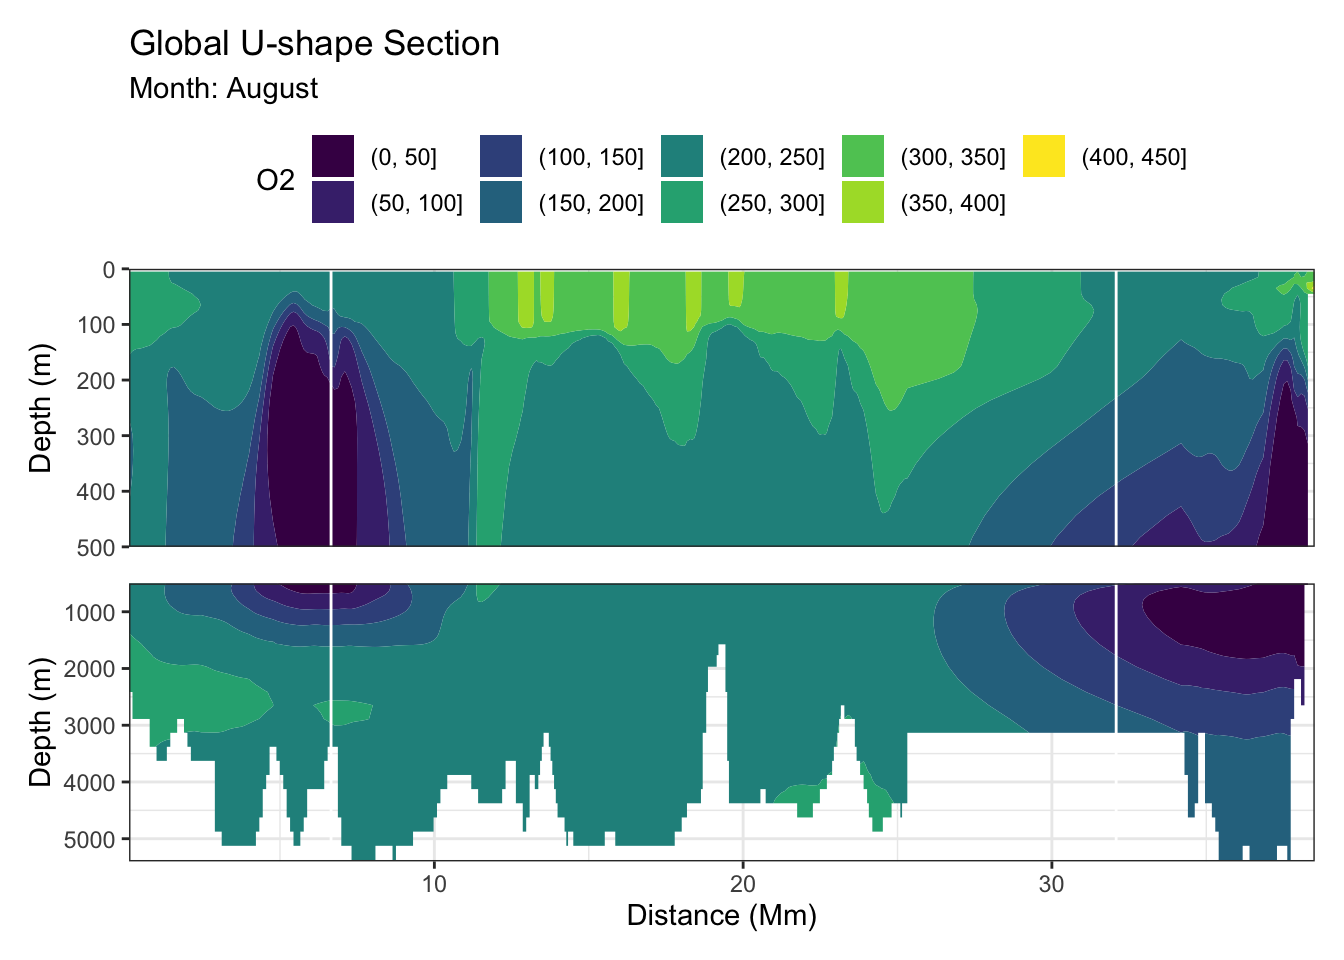 Global U-shape Section
Month: August
O2
(0, 50] (100, 150] (200, 250] (300, 350] (400, 450]
(50, 100] (150, 200] (250, 300] (350, 400]
Depth (m)
0
100
200
300
400
500
Depth (m)
1000
2000
3000
4000
5000
10 20 30
Distance (Mm)